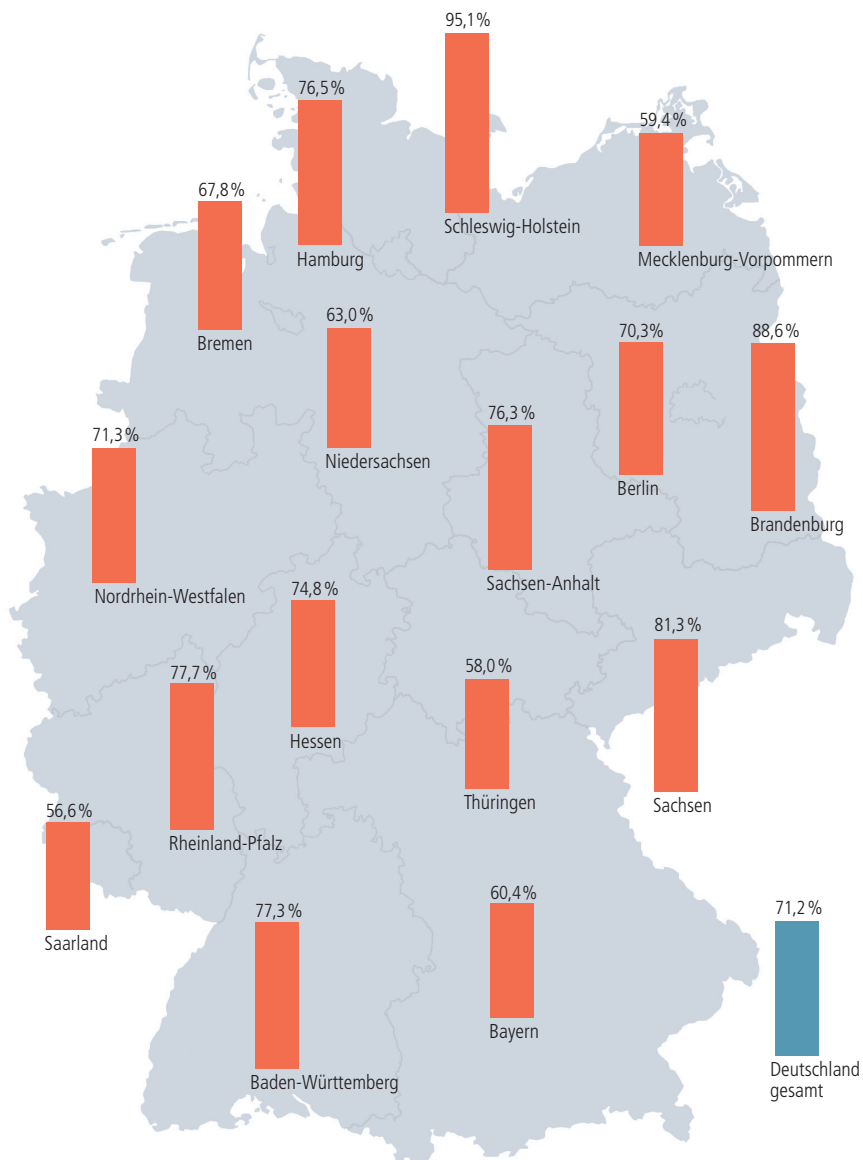 95,1 %
Schleswig-Holstein
76,5 %
Hamburg
59,4 %
Mecklenburg-Vorpommern
67,8 %
Bremen
63,0 %
Niedersachsen
70,3 %
Berlin
88,6 %
Brandenburg
76,3 %
Sachsen-Anhalt
71,3 %
Nordrhein-Westfalen
74,8 %
Hessen
58,0 %
Thüringen
81,3 %
Sachsen
77,7 %
Rheinland-Pfalz
56,6 %
Saarland
77,3 %
Baden-Württemberg
60,4 %
Bayern
71,2 %
Deutschland
gesamt